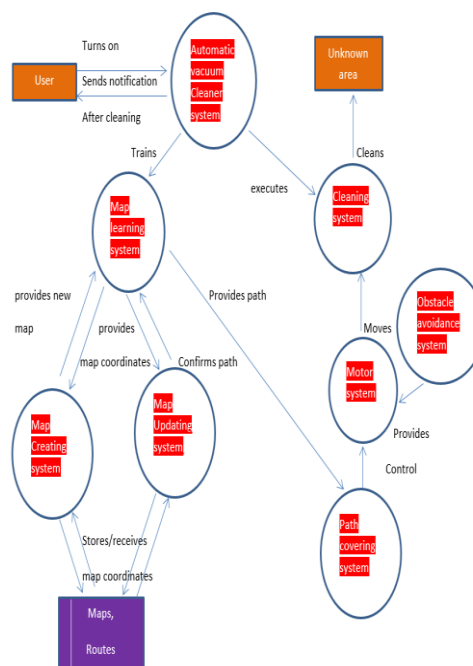 Turns on
User
Sends notification
After cleaning
Automatic
vacuum
Cleaner
system
Unknown
area
Trains
executes
Cleans
Map
learning
system
Cleaning
system
provides new
map
provides
map coordinates
Confirms path
Provides path
Moves
Obstacle
avoidance
system
Map
Creating
system
Map
Updating
system
Motor
system
Provides
Control
Stores/receives
map coordinates
Path
covering
system
Maps,
Routes